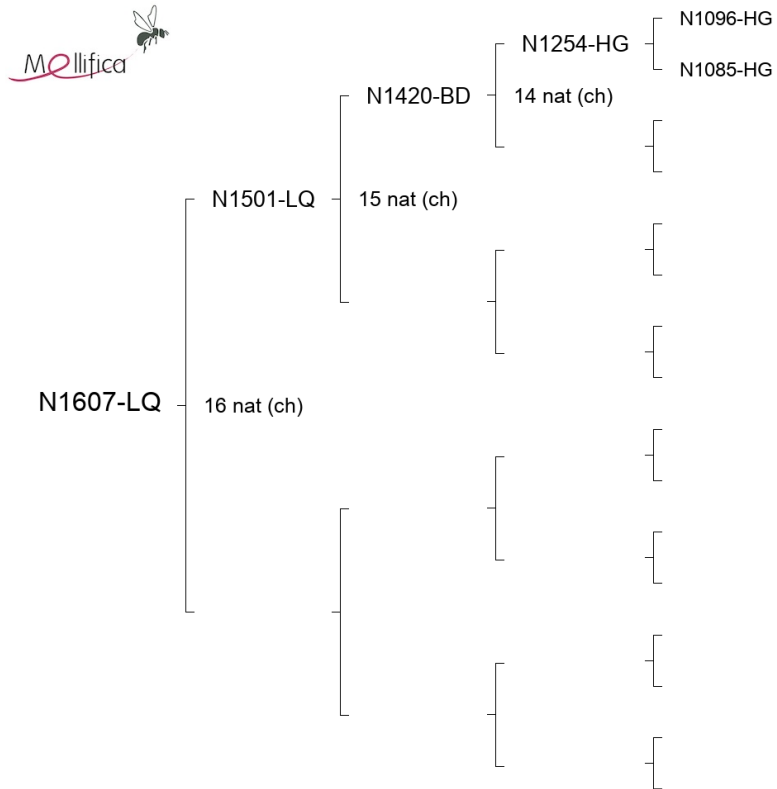 Mellifica
N1096-HG
N1254-HG
N1085-HG
N1420-BD
14 nat (ch)
N1501-LQ
15 nat (ch)
N1607-LQ
16 nat (ch)